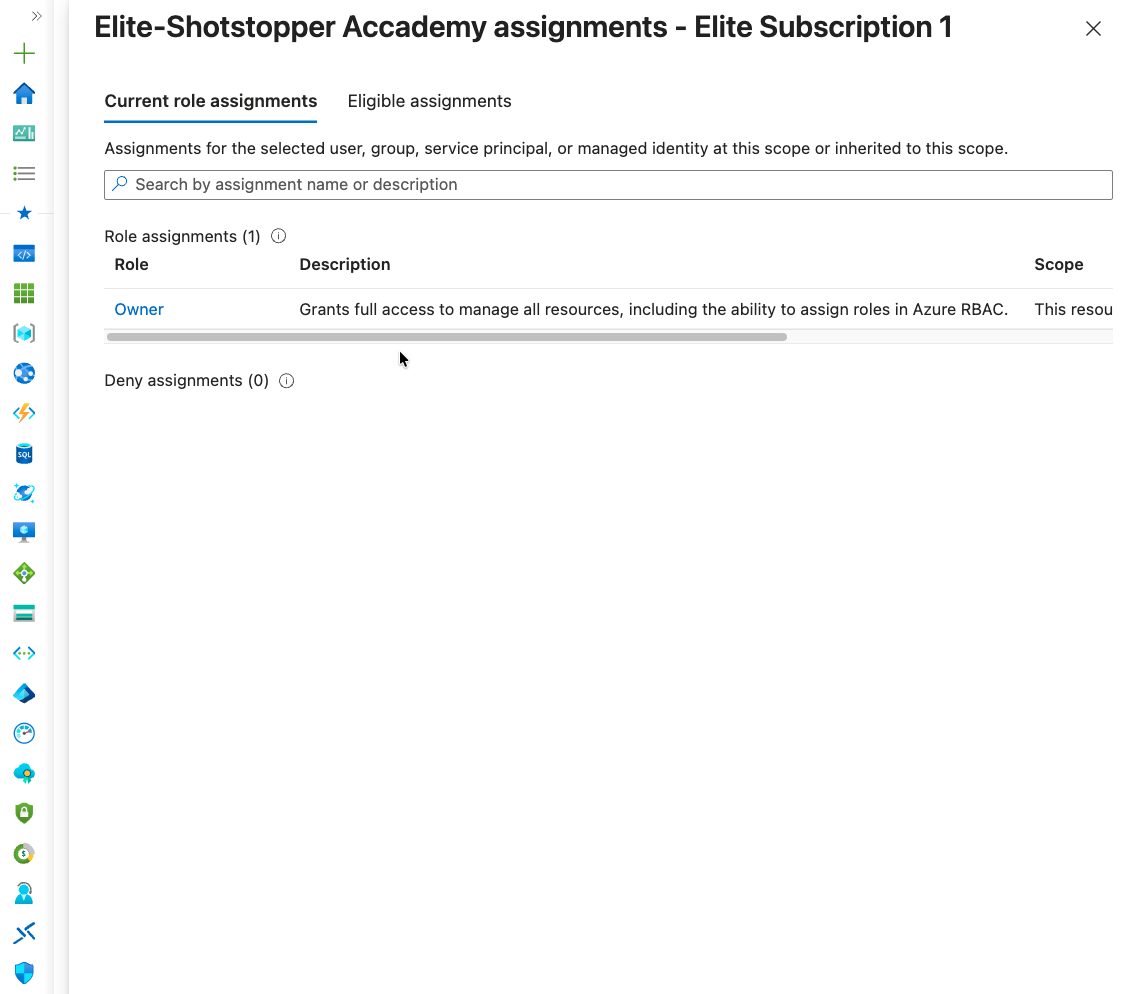 Elite-Shotstopper Accademy assignments - Elite Subscription 1
Current role assignments
Eligible assignments
Assignments for the selected user, group, service principal, or managed identity at this scope or inherited to this scope.
Search by assignment name or description
Role assignments (1)
Role
Description
Scope
Owner
Grants full access to manage all resources, including the ability to assign roles in Azure RBAC.
This resou
Deny assignments (0)
SQL